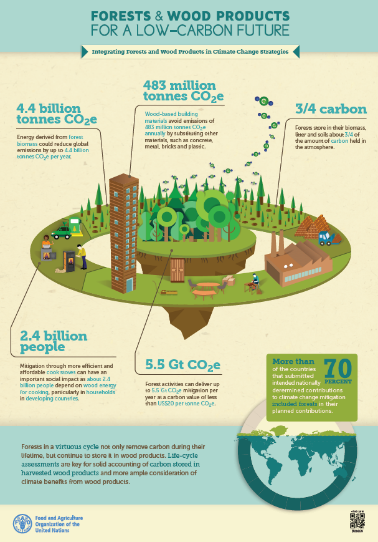 FORESTS & WOOD PRODUCTS
FOR A LOW-CARBON FUTURE
Integrating Forests and Wood Products in Climate Change Strategies
483 million
tonnes CO2e
Wood-based building
materials avoid emissions of
483 million tonnes CO2e
annually by substituting other
materials, such as concrete,
metal, bricks and plastic.
4.4 billion
tonnes CO2e
Energy derived from forest
biomass could reduce global
emissions by up to 4.4 billion
tonnes CO2e per year.
3/4 carbon
Forests store in their biomass,
litter and soils about 3/4 of
the amount of carbon held in
the atmosphere.
2.4 billion
people
Mitigation through more efficient and
affordable cook stoves can have an
important social impact as about 2.4
billion people depend on wood energy
for cooking, particularly in households
in developing countries.
5.5 Gt CO2e
Forest activities can deliver up
to 5.5 Gt CO2e mitigation per
year at a carbon value of less
than US$20 per tonne CO2e.
More than
70
PERCENT
of the countries
that submitted
intended nationally
determined contributions
to climate change mitigation
included forests in their
planned contributions.
Forests in a virtuous cycle not only remove carbon during their
lifetime, but continue to store it in wood products. Life-cycle
assessments are key for solid accounting of carbon stored in
harvested wood products and more ample consideration of
climate benefits from wood products.
Food and Agriculture
Organization of the
United Nations